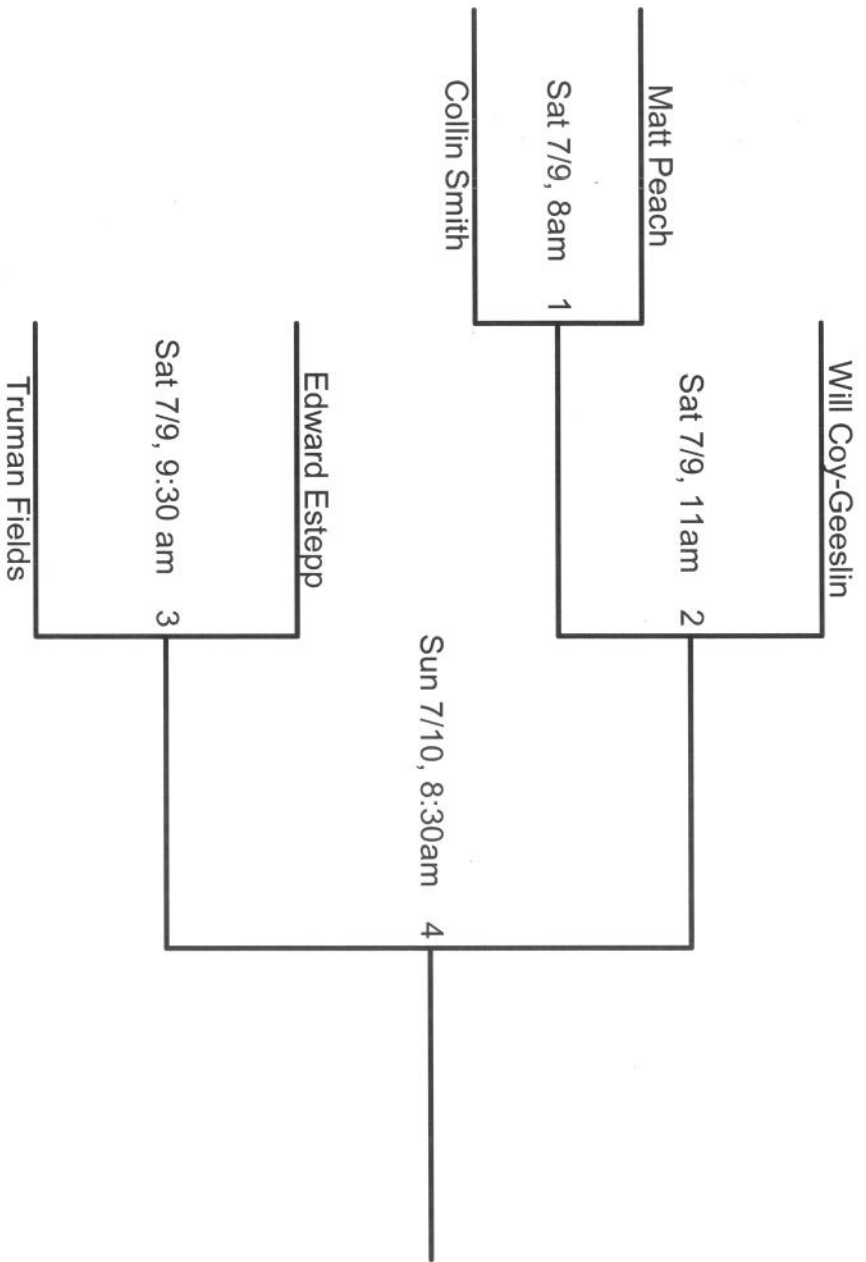 Will Coy-Geeslin
Sat 7/9, 11am 2
Matt Peach
Sat 7/9, 8am 1
Collin Smith
Sun 7/10, 8:30am 4
Edward Estepp
Sat 7/9, 9:30 am 3
Truman Fields